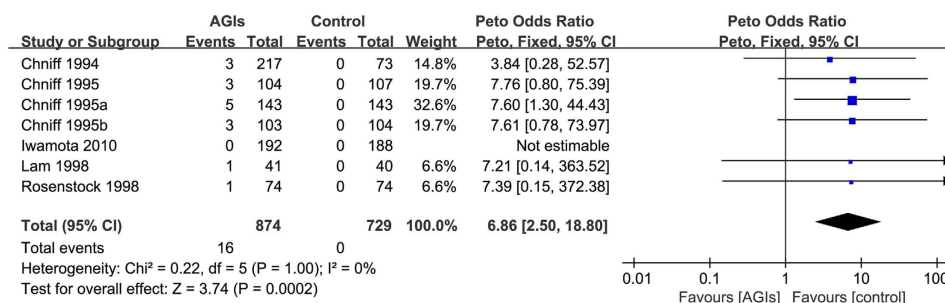 AGIs Control Peto Odds Ratio Peto Odds Ratio
Study or Subgroup Events Total Events Total Weight Peto, Fixed, 95% CI Peto, Fixed, 95% CI
Chniff 1994 3 217 0 73 14.8% 3.84 [0.28, 52.57]
Chniff 1995 3 104 0 107 19.7% 7.76 [0.80, 75.39]
Chniff 1995a 5 143 0 143 32.6% 7.60 [1.30, 44.43]
Chniff 1995b 3 103 0 104 19.7% 7.61 [0.78, 73.97]
Iwamota 2010 0 192 0 188 Not estimable
Lam 1998 1 41 0 40 6.6% 7.21 [0.14, 363.52]
Rosenstock 1998 1 74 0 74 6.6% 7.39 [0.15, 372.38]
Total (95% CI) 874 729 100.0% 6.86 [2.50, 18.80]
Total events 16 0
Heterogeneity: Chi² = 0.22, df = 5 (P = 1.00); I² = 0%
Test for overall effect: Z = 3.74 (P = 0.0002)
0.01 0.1 1 10 100
Favours [AGIs] Favours [control]